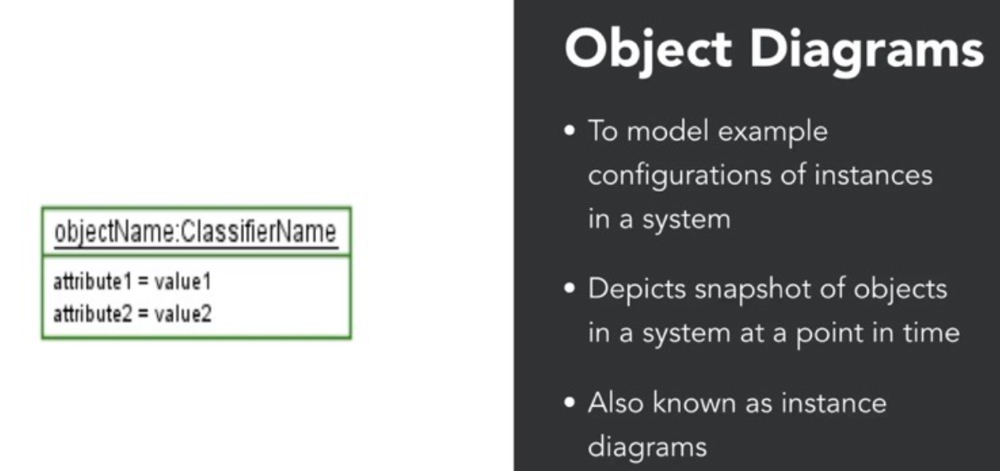 objectName:ClassifierName
attribute1 = value1
attribute2 = value2
Object Diagrams
• To model example
configurations of instances
in a system
• Depicts snapshot of objects
in a system at a point in time
• Also known as instance
diagrams